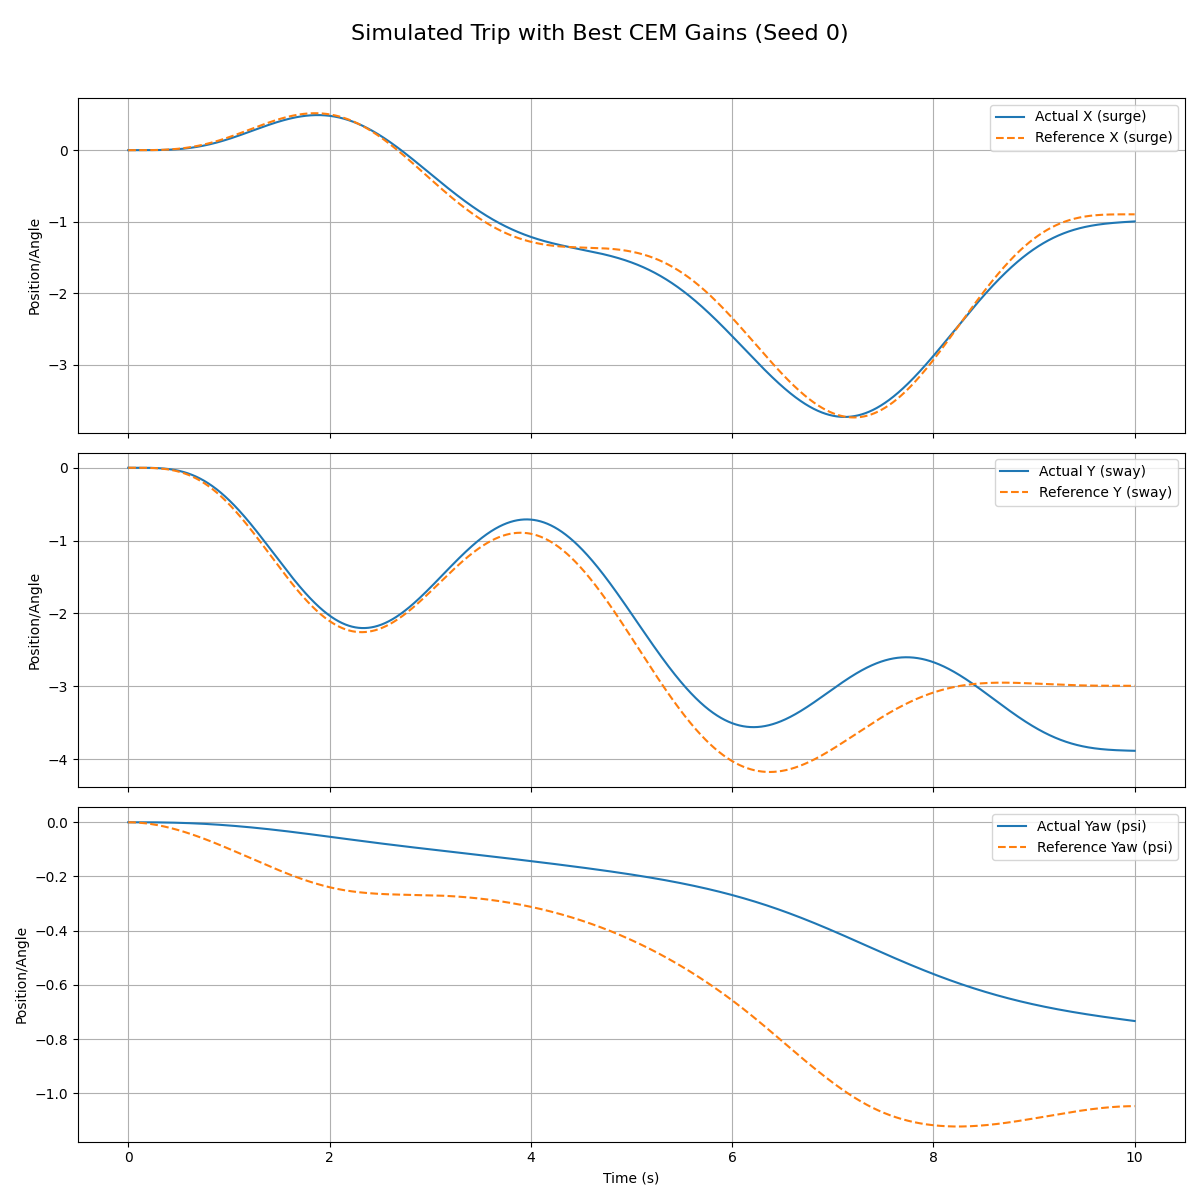 Simulated Trip with Best CEM Gains (Seed 0)
Actual X (surge)
Reference X (surge)
Position/Angle
0
−1
−2
−3
Actual Y (sway)
Reference Y (sway)
Position/Angle
0
−1
−2
−3
−4
Actual Yaw (psi)
Reference Yaw (psi)
Position/Angle
0.0
−0.2
−0.4
−0.6
−0.8
−1.0
0 2 4 6 8 10
Time (s)